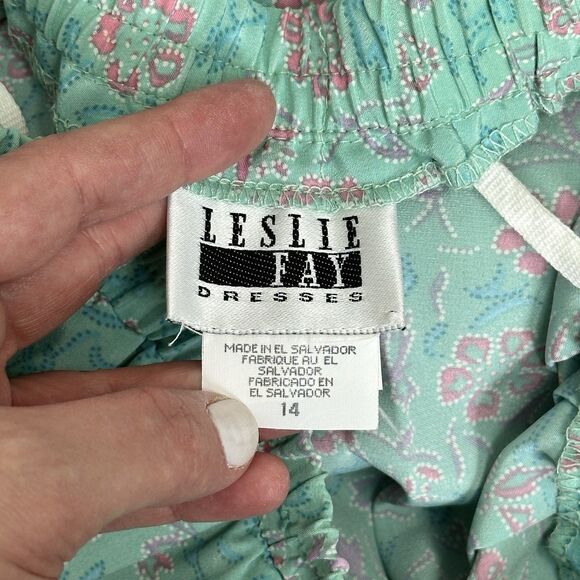 LESLIE
FAY
DRESSES
MADE IN EL SALVADOR
FABRIQUE AU EL
SALVADOR
FABRICADO EN
EL SALVADOR
14